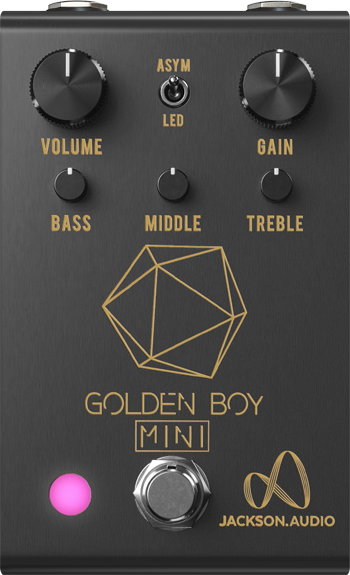 ASYM
LED
VOLUME GAIN
BASS MIDDLE TREBLE
GOLDEN BOY
MINI
JACKSON.AUDIO